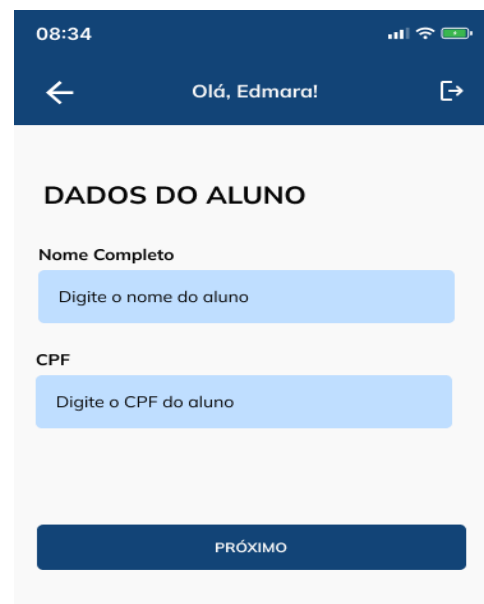 08:34
Olá, Edmara!
DADOS DO ALUNO
Nome Completo
Digite o nome do aluno
CPF
Digite o CPF do aluno
PRÓXIMO